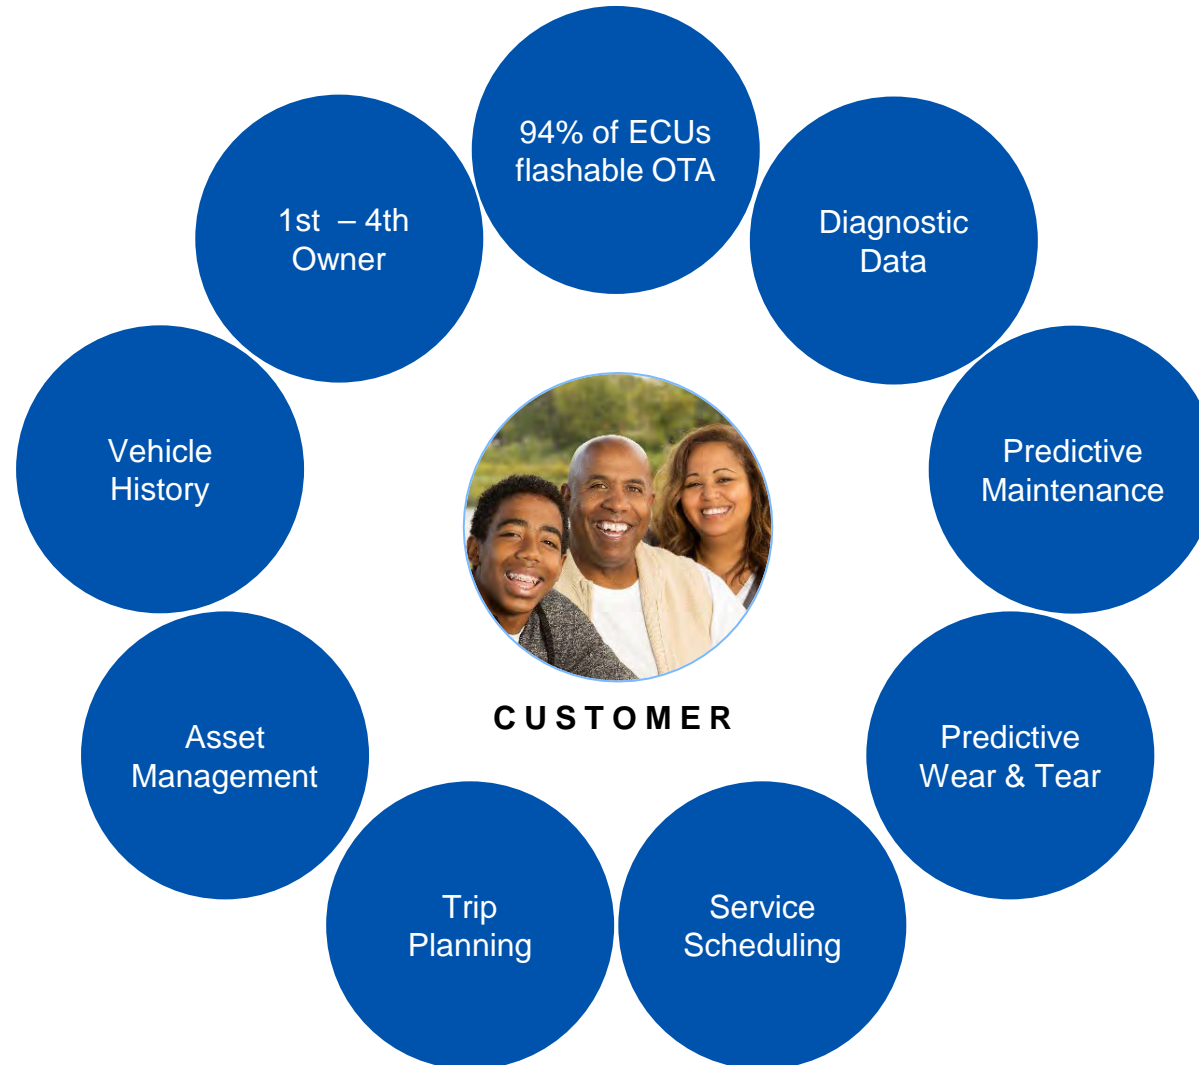 94% of ECUs
flashable OTA
Diagnostic
Data
Predictive
Maintenance
Predictive
Wear & Tear
Service
Scheduling
Trip
Planning
Asset
Management
Vehicle
History
1st – 4th
Owner
CUSTOMER